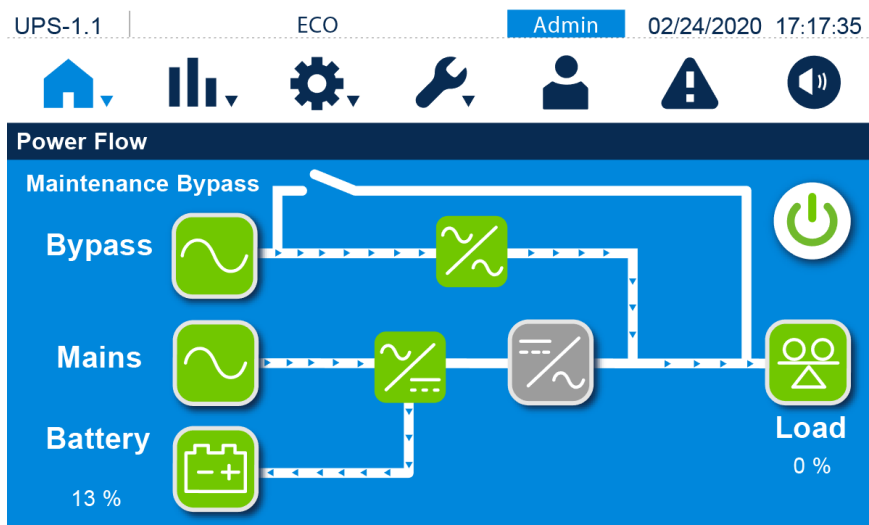 UPS-1.1 ECO Admin 02/24/2020 17:17:35
Power Flow
Maintenance Bypass
Bypass
Mains
Battery
13 %
Load
0 %